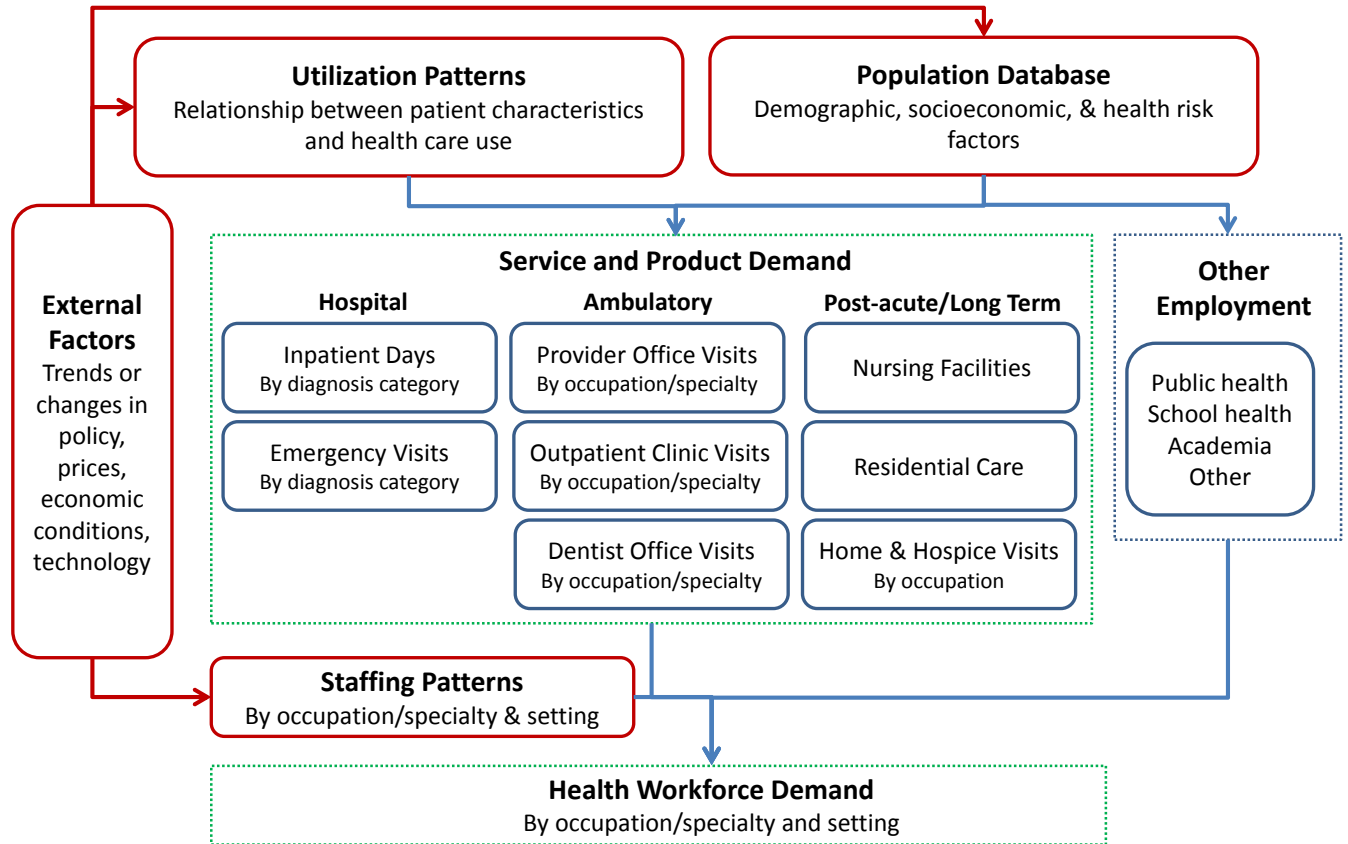 Utilization Patterns
Relationship between patient characteristics
and health care use
Population Database
Demographic, socioeconomic, & health risk
factors
External
Factors
Trends or
changes in
policy,
prices,
economic
conditions,
technology
Service and Product Demand
Hospital
Inpatient Days
By diagnosis category
Emergency Visits
By diagnosis category
Ambulatory
Provider Office Visits
By occupation/specialty
Outpatient Clinic Visits
By occupation/specialty
Dentist Office Visits
By occupation/specialty
Post-acute/Long Term
Nursing Facilities
Residential Care
Home & Hospice Visits
By occupation
Other
Employment
Public health
School health
Academia
Other
Staffing Patterns
By occupation/specialty & setting
Health Workforce Demand
By occupation/specialty and setting